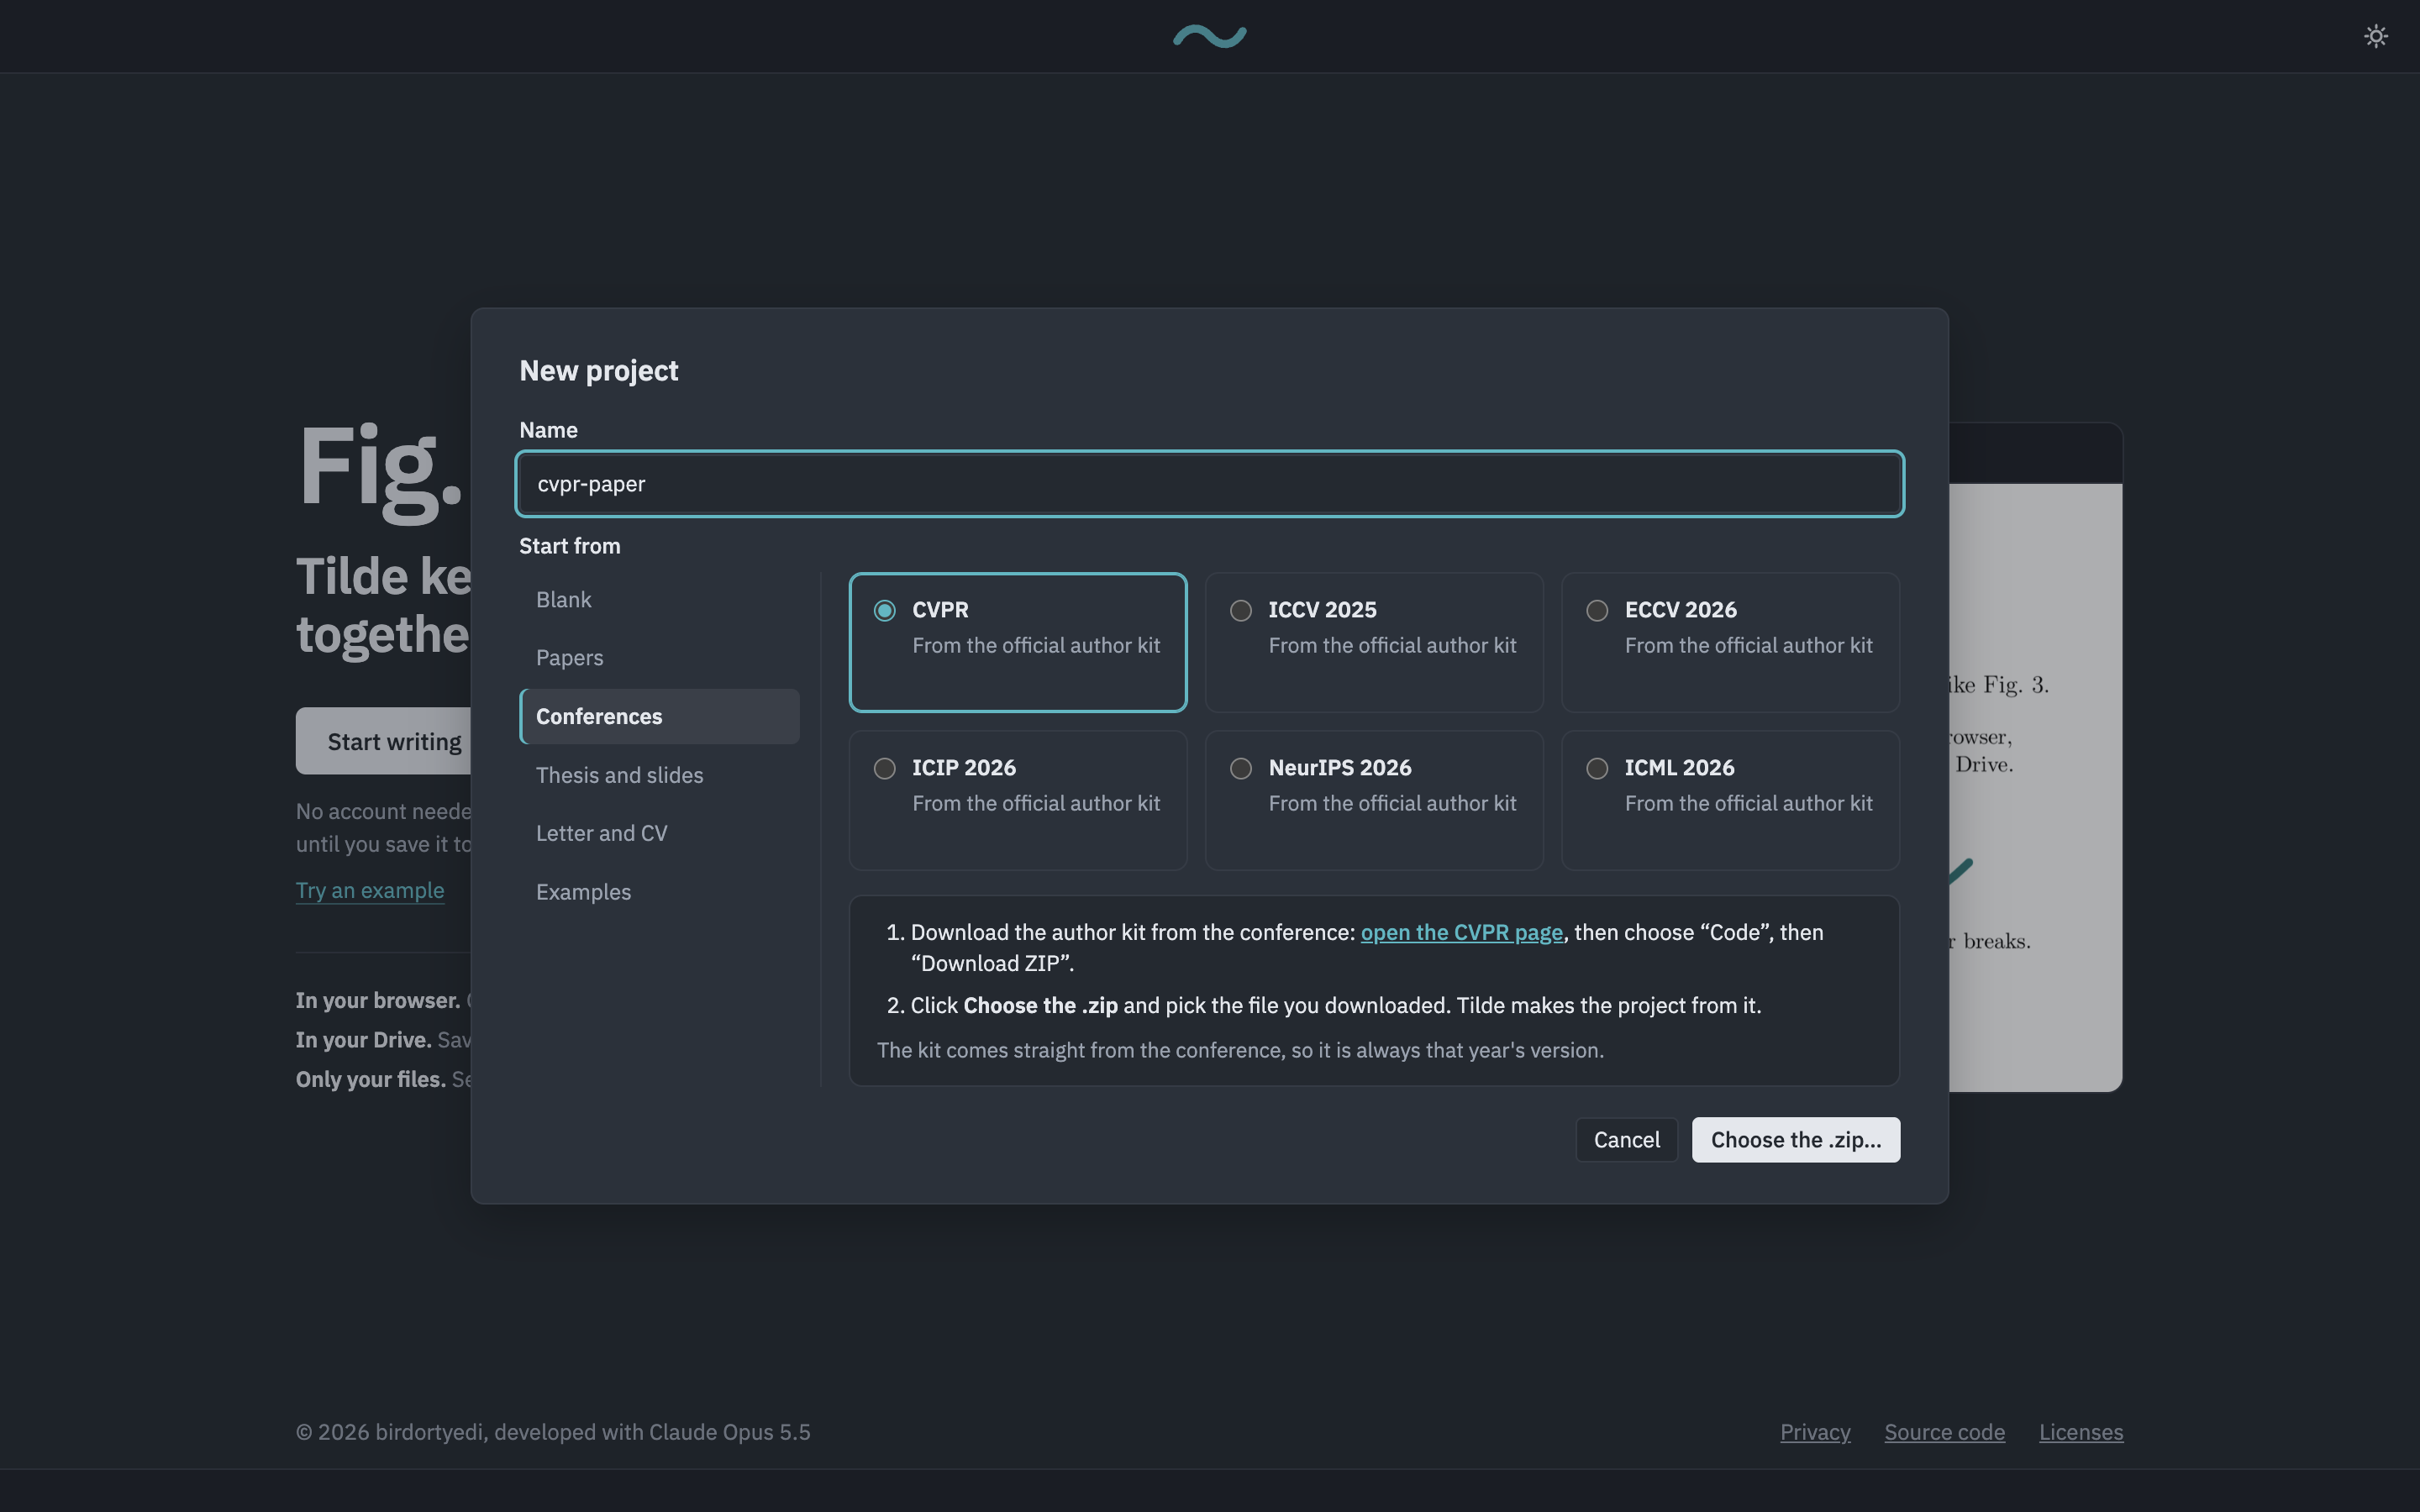 New project
Name
cvpr-paper
Start from
Blank
Papers
Conferences
Thesis and slides
Letter and CV
Examples
CVPR
From the official author kit
ICCV 2025
From the official author kit
ECCV 2026
From the official author kit
ICIP 2026
From the official author kit
NeurIPS 2026
From the official author kit
ICML 2026
From the official author kit
1. Download the author kit from the conference: open the CVPR page, then choose “Code”, then
“Download ZIP”.
2. Click Choose the .zip and pick the file you downloaded. Tilde makes the project from it.
The kit comes straight from the conference, so it is always that year's version.
Cancel
Choose the .zip...
Fig.
Tilde
Start writing
No account
until you save it
Try an example
In your browser.
In your Drive.
Only your files.
Fig. 3.
Drive.
breaks.
© 2026 birdortyedi, developed with Claude Opus 5.5
Privacy
Source code
Licenses